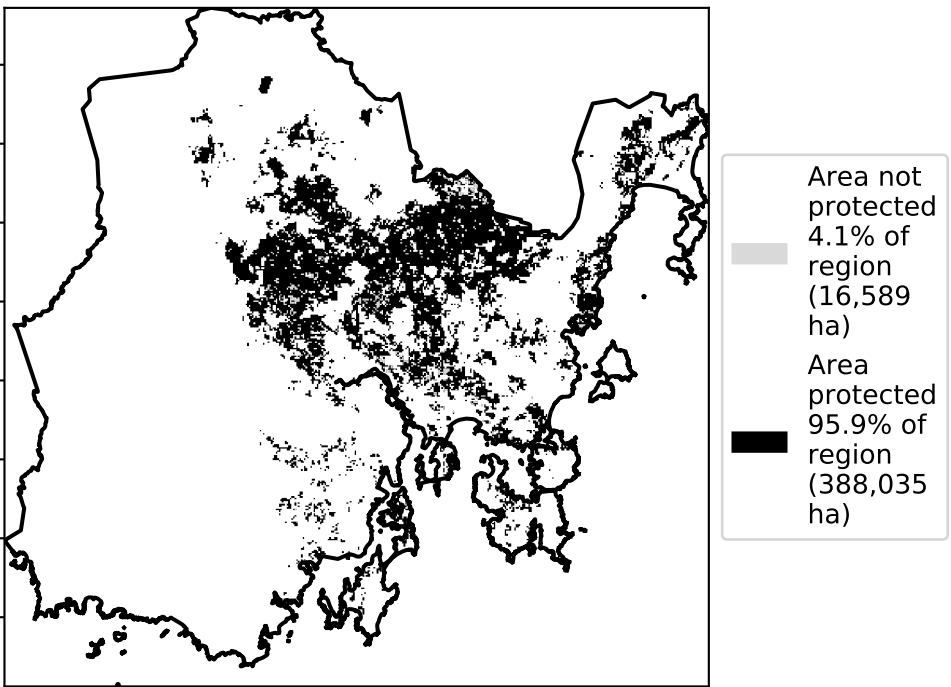 Area not
protected
4.1% of
region
(16,589
ha)
Area
protected
95.9% of
region
(388,035
ha)